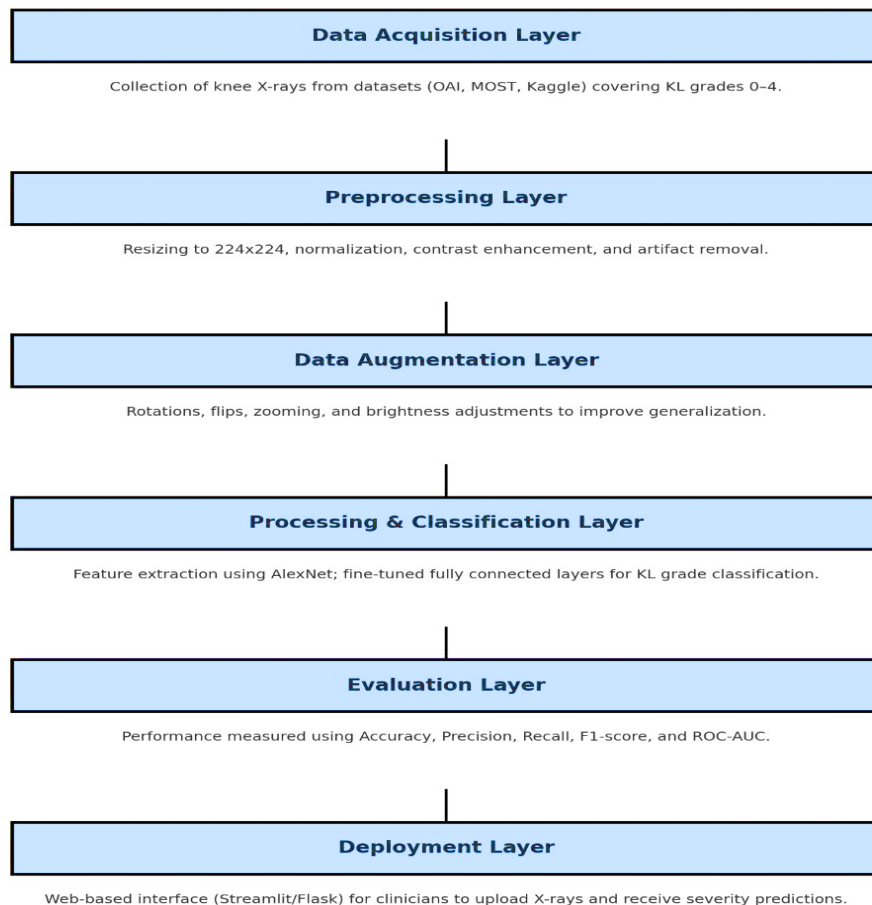 Data Acquisition Layer
Collection of knee X-rays from datasets (OAI, MOST, Kaggle) covering KL grades 0–4.
Preprocessing Layer
Resizing to 224x224, normalization, contrast enhancement, and artifact removal.
Data Augmentation Layer
Rotations, flips, zooming, and brightness adjustments to improve generalization.
Processing & Classification Layer
Feature extraction using AlexNet; fine-tuned fully connected layers for KL grade classification.
Evaluation Layer
Performance measured using Accuracy, Precision, Recall, F1-score, and ROC-AUC.
Deployment Layer
Web-based interface (Streamlit/Flask) for clinicians to upload X-rays and receive severity predictions.